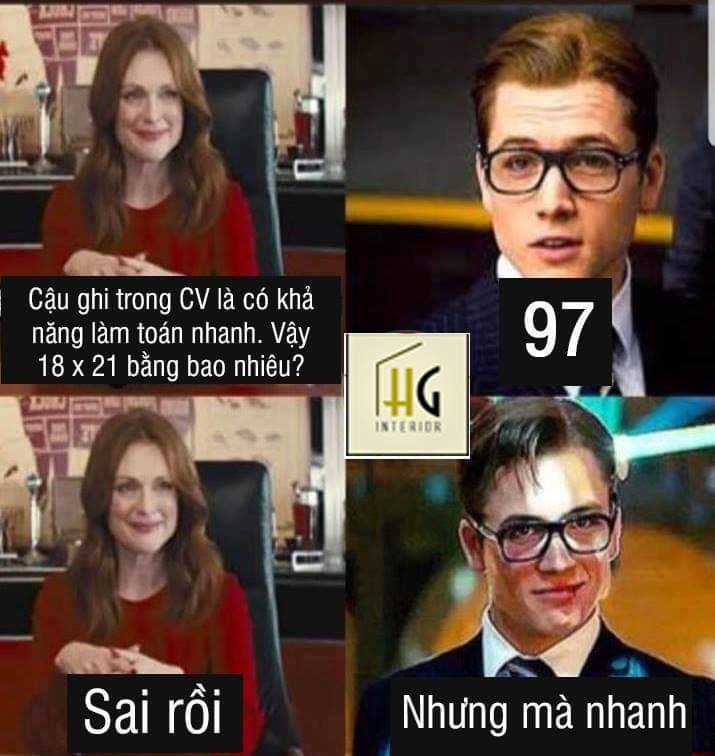 Cậu ghi trong CV là có khả
năng làm toán nhanh. Vậy
18 x 21 bằng bao nhiêu?
97
HG
INTERIOR
Sai rồi
Nhưng mà nhanh